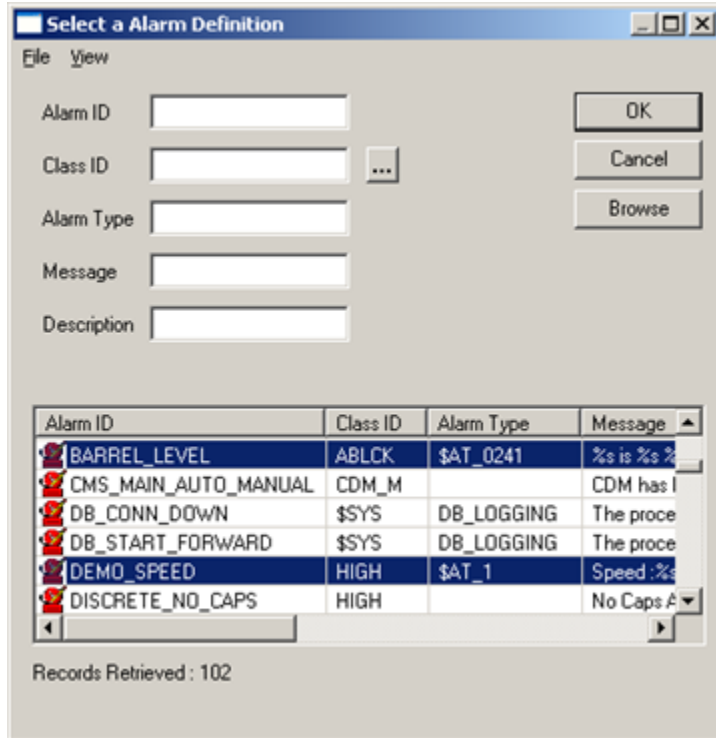 Select a Alarm Definition
File View
Alarm ID
OK
Class ID
...
Cancel
Alarm Type
Browse
Message
Description
Alarm ID Class ID Alarm Type Message
BARREL_LEVEL ABLCK $AT_0241 %s is %s %
CMS_MAIN_AUTO_MANUAL CDM_M CDM has
DB_CONN_DOWN $SYS DB_LOGGING The proce
DB_START_FORWARD $SYS DB_LOGGING The proce
DEMO_SPEED HIGH $AT_1 Speed :%s
DISCRETE_NO_CAPS HIGH No Caps A
Records Retrieved : 102